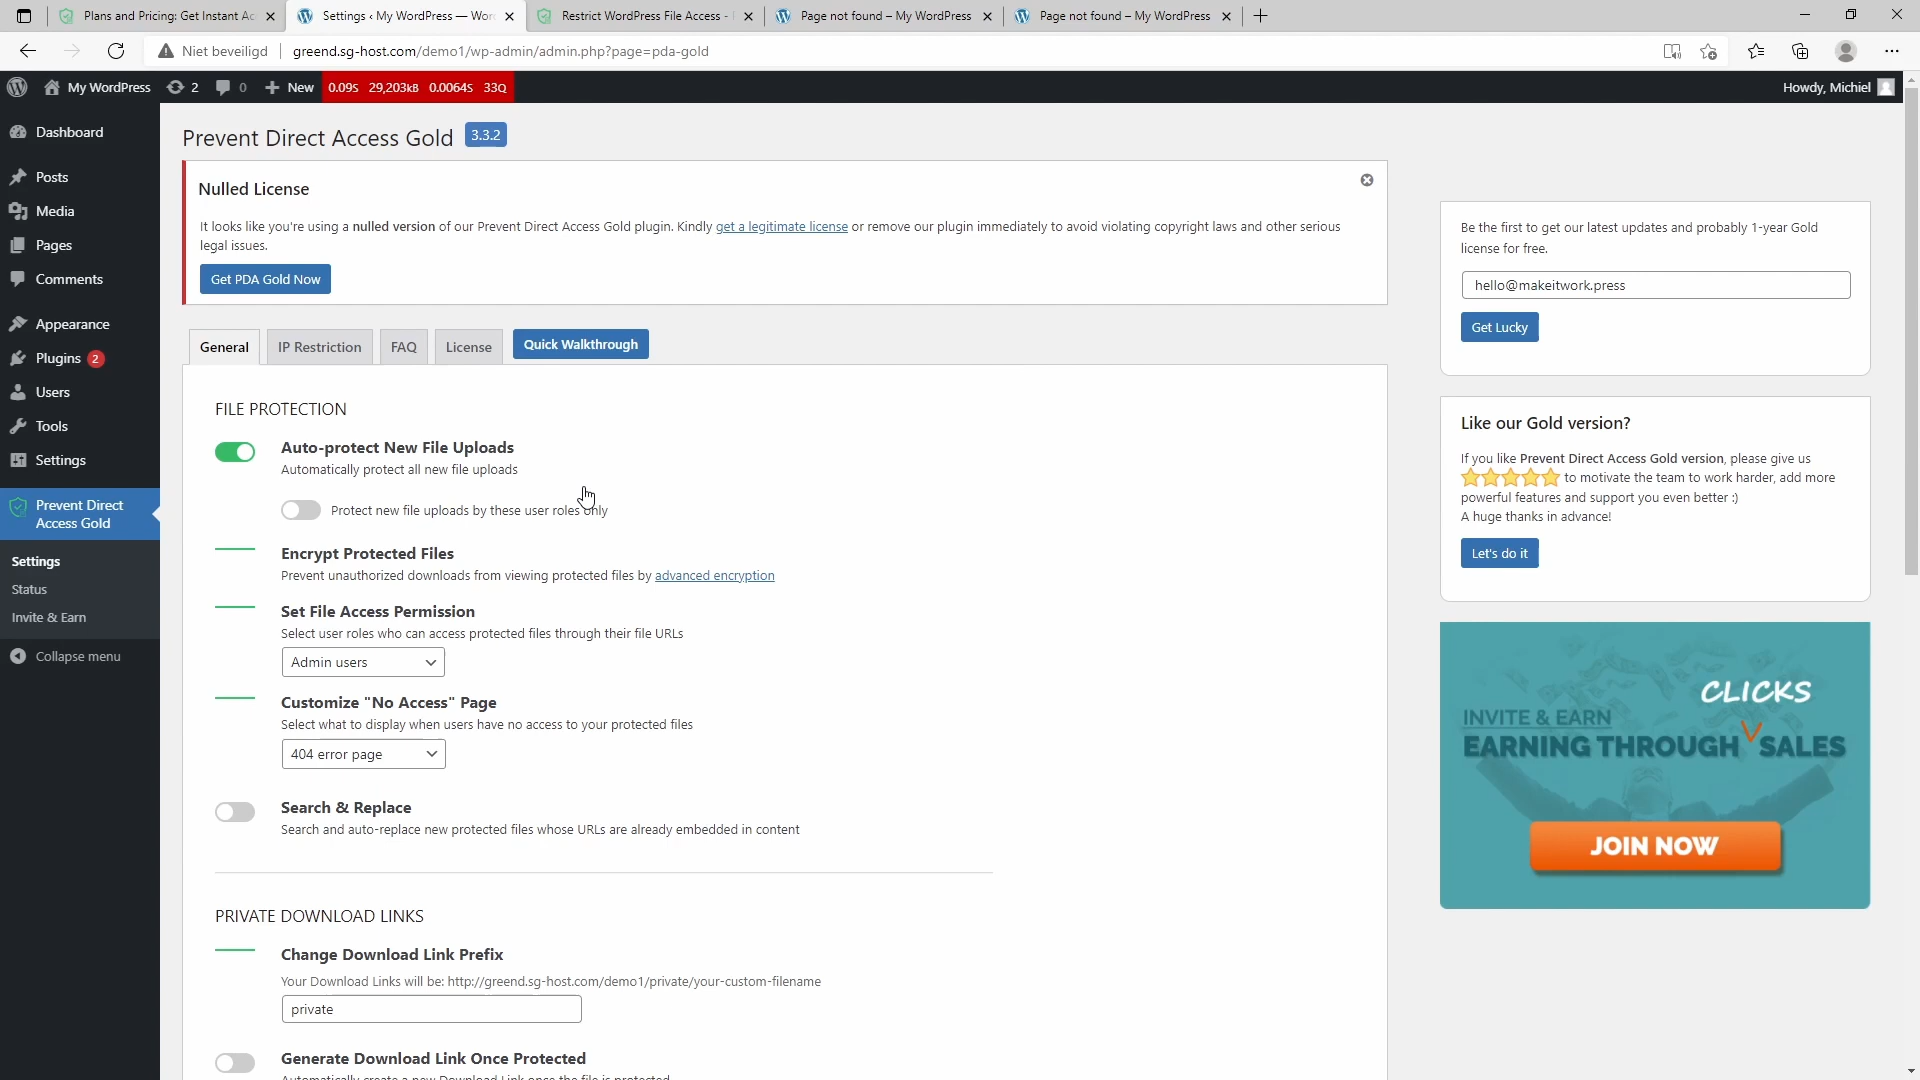 Plans and Pricing: Get Instant Ac
Settings ‹ My WordPress — Wor
Restrict WordPress File Access -
Page not found – My WordPress
Page not found – My WordPress
Niet beveiligd
greend.sg-host.com/demo1/wp-admin/admin.php?page=pda-gold
My WordPress
2
0
New
0.09S 29,203kB 0.0064S 33Q
Howdy, Michiel
Dashboard
Posts
Media
Pages
Comments
Appearance
Plugins 2
Users
Tools
Settings
Prevent Direct
Access Gold
Settings
Status
Invite & Earn
Collapse menu
Prevent Direct Access Gold 3.3.2
Nulled License
It looks like you're using a nulled version of our Prevent Direct Access Gold plugin. Kindly get a legitimate license or remove our plugin immediately to avoid violating copyright laws and other serious
legal issues.
Get PDA Gold Now
General
IP Restriction
FAQ
License
Quick Walkthrough
FILE PROTECTION
Auto-protect New File Uploads
Automatically protect all new file uploads
Protect new file uploads by these user roles only
Encrypt Protected Files
Prevent unauthorized downloads from viewing protected files by advanced encryption
Set File Access Permission
Select user roles who can access protected files through their file URLs
Admin users
Customize "No Access" Page
Select what to display when users have no access to your protected files
404 error page
Search & Replace
Search and auto-replace new protected files whose URLs are already embedded in content
PRIVATE DOWNLOAD LINKS
Change Download Link Prefix
Your Download Links will be: http://greend.sg-host.com/demo1/private/your-custom-filename
private
Generate Download Link Once Protected
Automatically create a new Download Link once the file is protected
Be the first to get our latest updates and probably 1-year Gold
license for free.
hello@makeitwork.press
Get Lucky
Like our Gold version?
If you like Prevent Direct Access Gold version, please give us
to motivate the team to work harder, add more
powerful features and support you even better :)
A huge thanks in advance!
Let's do it
CLICKS
INVITE & EARN
EARNING THROUGH SALES
JOIN NOW